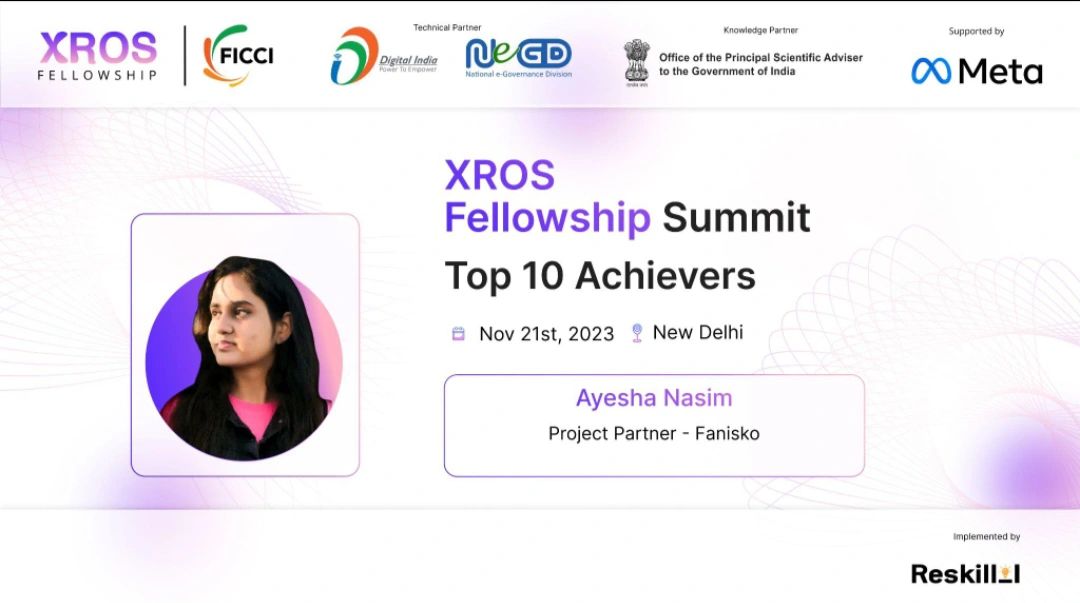 XROS
FELLOWSHIP
FICCI
Technical Partner
Digital India
Power To Empower
NeGD
National e-Governance Division
Knowledge Partner
Office of the Principal Scientific Adviser
to the Government of India
Supported by
Meta
XROS
Fellowship Summit
Top 10 Achievers
Nov 21st, 2023 New Delhi
Ayesha Nasim
Project Partner - Fanisko
Implemented by
Reskilll